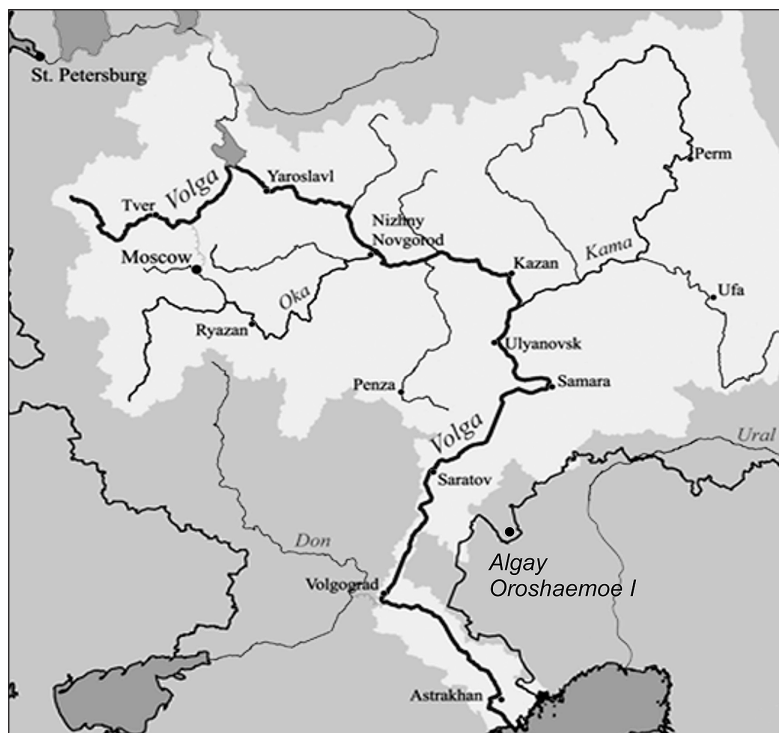 St. Petersburg
Perm
Volga
Yaroslavl
Tver
Nizhny
Novgorod
Moscow
Kazan
Kama
Oka
Ufa
Ryazan
Ulyanovsk
Penza
Samara
Volga
Ural
Saratov
Don
Algay
Oroshaemoe I
Volgograd
Astrakhan